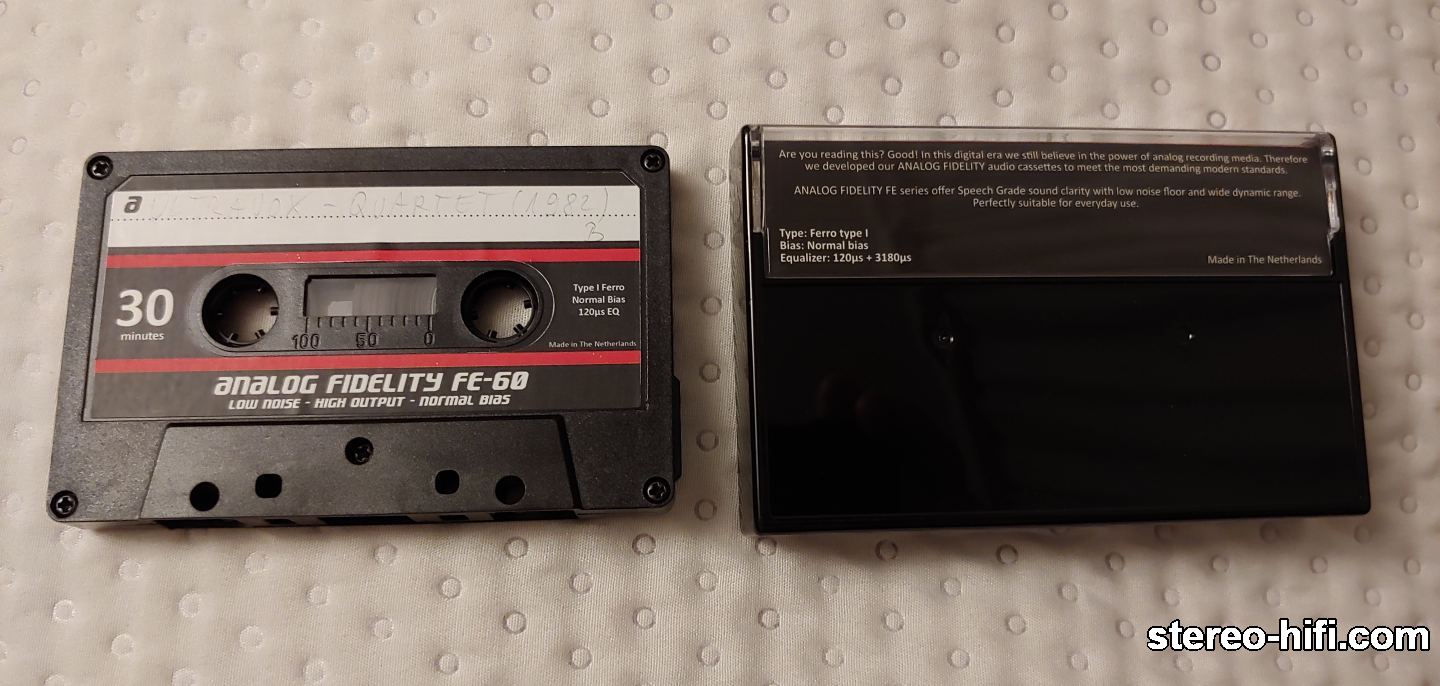 a ULTRAVOX - QUARTET (1982)
B
30
minutes
100 50 0
Type I Ferro
Normal Bias
120µs EQ
Made in The Netherlands
ANALOG FIDELITY FE-60
LOW NOISE - HIGH OUTPUT - NORMAL BIAS
Are you reading this? Good! In this digital era we still believe in the power of analog recording media. Therefore
we developed our ANALOG FIDELITY audio cassettes to meet the most demanding modern standards.
ANALOG FIDELITY FE series offer Speech Grade sound clarity with low noise floor and wide dynamic range.
Perfectly suitable for everyday use.
Type: Ferro type I
Bias: Normal bias
Equalizer: 120µs + 3180µs
Made in The Netherlands
stereo-hifi.com